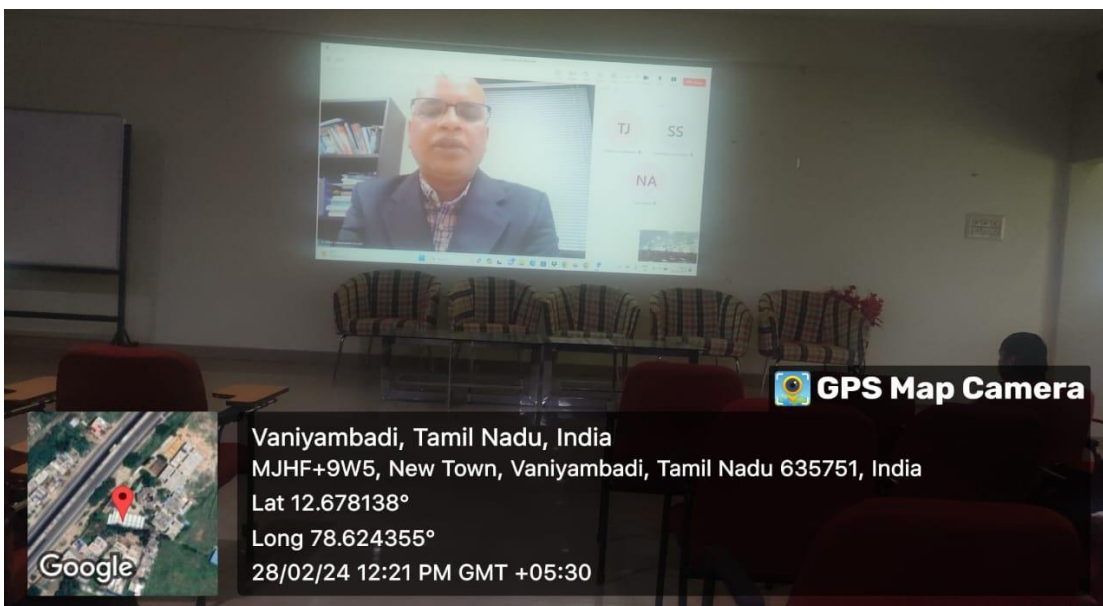 TJ
SS
NA
GPS Map Camera
Vaniyambadi, Tamil Nadu, India
MJHF+9W5, New Town, Vaniyambadi, Tamil Nadu 635751, India
Lat 12.678138°
Long 78.624355°
28/02/24 12:21 PM GMT +05:30
Google